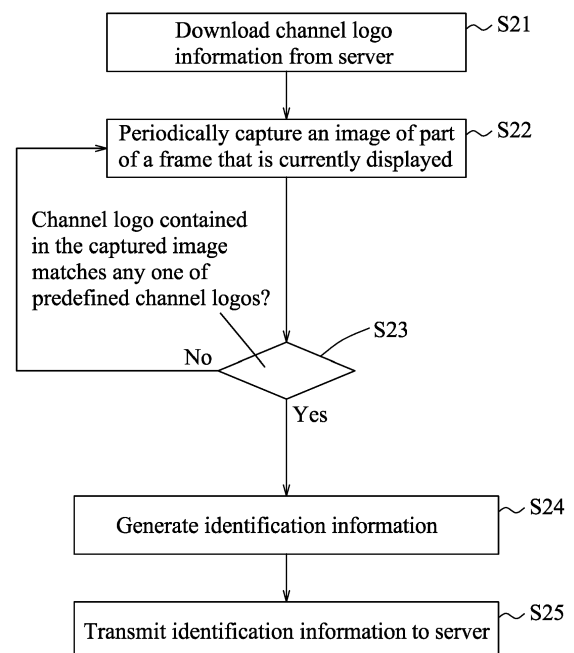 Download channel logo
information from server
S21
Periodically capture an image of part
of a frame that is currently displayed
S22
Channel logo contained
in the captured image
matches any one of
predefined channel logos?
S23
No
Yes
Generate identification information
S24
Transmit identification information to server
S25